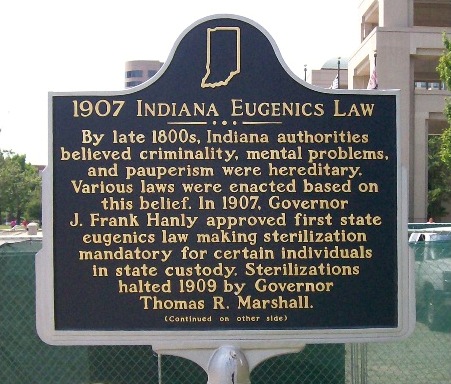 1907 Indiana Eugenics Law
By late 1800s, Indiana authorities
believed criminality, mental problems,
and pauperism were hereditary.
Various laws were enacted based on
this belief. In 1907, Governor
J. Frank Hanly approved first state
eugenics law making sterilization
mandatory for certain individuals
in state custody. Sterilizations
halted 1909 by Governor
Thomas R. Marshall.
(Continued on other side)